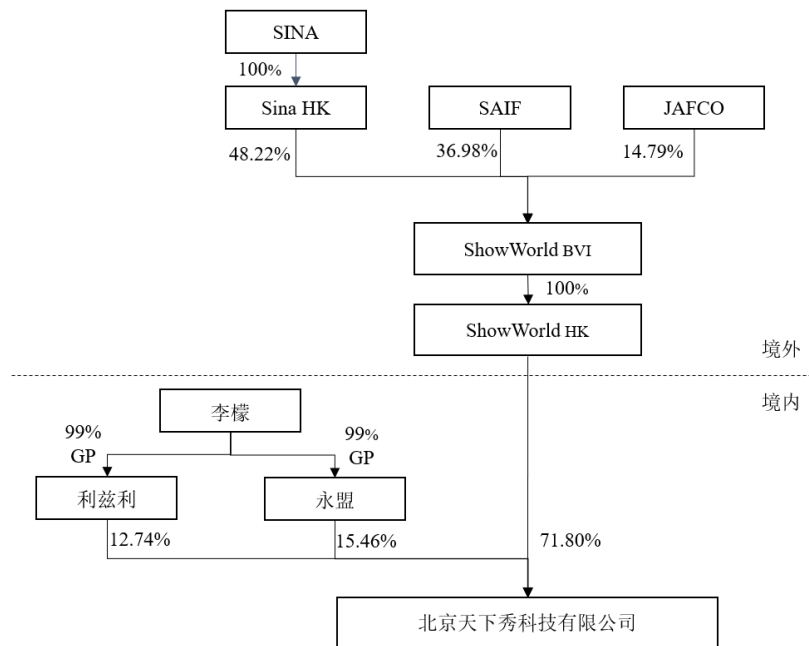 SINA
100%
Sina HK
SAIF
JAFCO
48.22%
36.98%
14.79%
ShowWorld BVI
100%
ShowWorld HK
境外
境内
李檬
99%
GP
99%
GP
利兹利
永盟
12.74%
15.46%
71.80%
北京天下秀科技有限公司